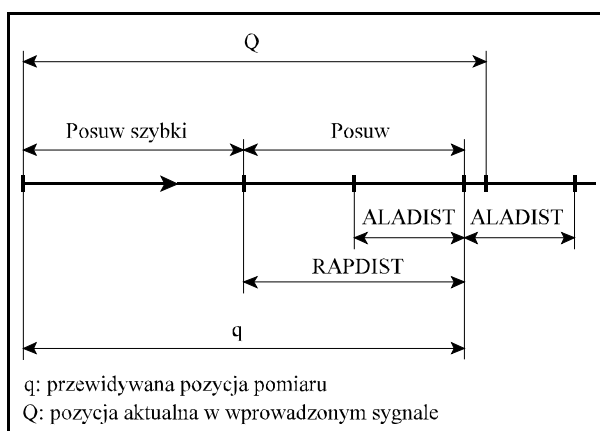 Q
Posuw szybki Posuw
ALADIST ALADIST
RAPDIST
q
q: przewidywana pozycja pomiaru
Q: pozycja aktualna w wprowadzonym sygnale